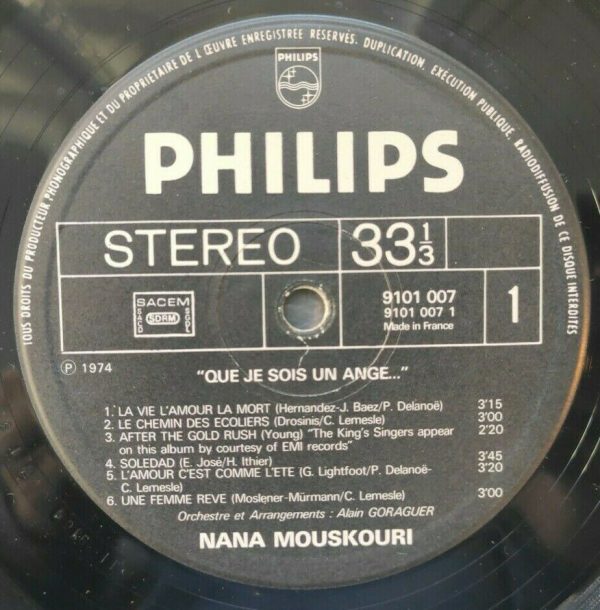 TOUS DROITS DU PRODUCTEUR PHONOGRAPHIQUE ET DU PROPRIETAIRE DE L'ŒUVRE ENREGISTREE RESERVES. DUPLICATION, EXECUTION PUBLIQUE, RADIODIFFUSION DE CE DISQUE INTERDITES
PHILIPS
PHILIPS
STEREO 33 1/3
SACEM
SACD SDRM SGDL
9101 007
9101 007 1
Made in France
1
℗ 1974
"QUE JE SOIS UN ANGE..."
1. LA VIE L'AMOUR LA MORT (Hernandez-J. Baez/P. Delanoë) 3'15
2. LE CHEMIN DES ECOLIERS (Drosinis/C. Lemesle) 3'00
3. AFTER THE GOLD RUSH (Young) "The King's Singers appear 2'20
on this album by courtesy of EMI records"
4. SOLEDAD (E. José/H. Ithier) 3'45
5. L'AMOUR C'EST COMME L'ETE (G. Lightfoot/P. Delanoë- 3'20
C. Lemesle)
6. UNE FEMME REVE (Moslener-Mürmann/C. Lemesle) 3'00
Orchestre et Arrangements : Alain GORAGUER
NANA MOUSKOURI